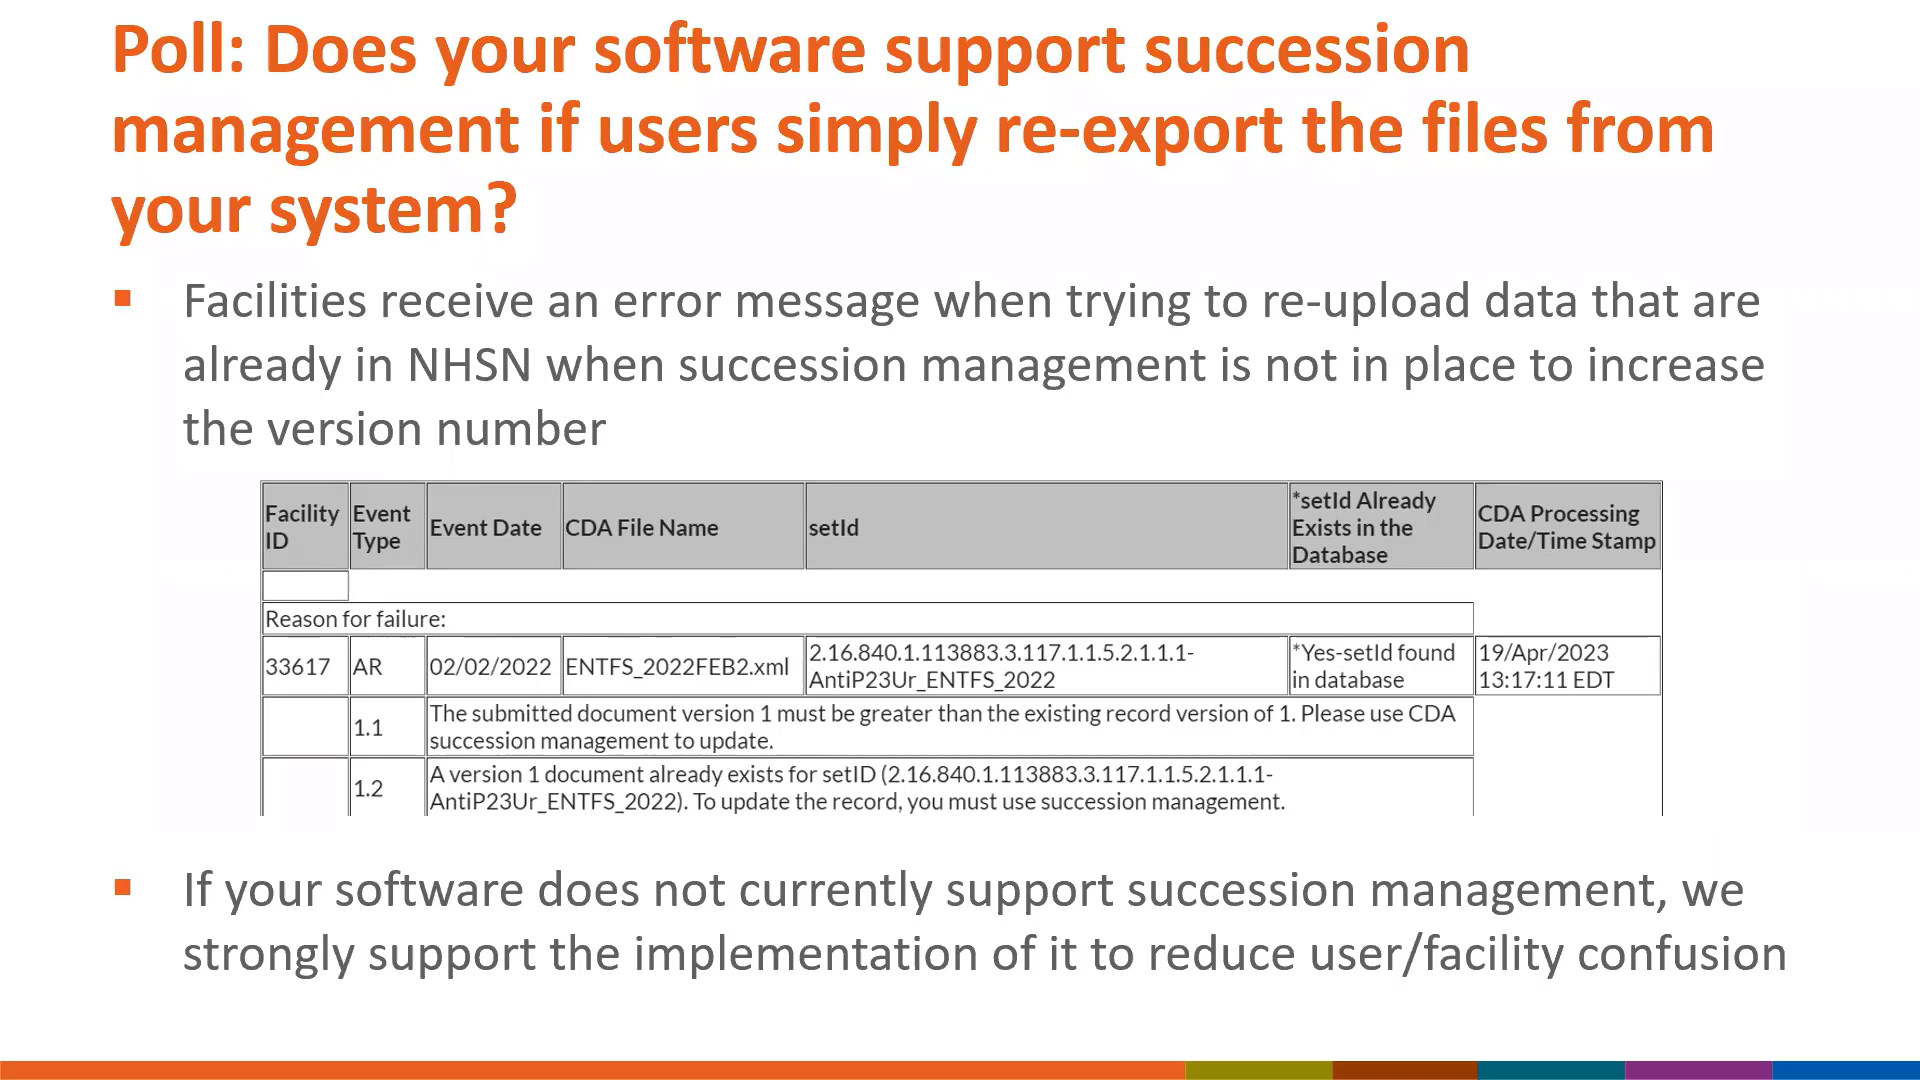 Poll: Does your software support succession
management if users simply re-export the files from
your system?
▪ Facilities receive an error message when trying to re-upload data that are
already in NHSN when succession management is not in place to increase
the version number
Facility ID | Event Type | Event Date | CDA File Name | setId | *setId Already Exists in the Database | CDA Processing Date/Time Stamp
Reason for failure:
33617 | AR | 02/02/2022 | ENTFS_2022FEB2.xml | 2.16.840.1.113883.3.117.1.1.5.2.1.1.1-AntiP23Ur_ENTFS_2022 | *Yes-setId found in database | 19/Apr/2023 13:17:11 EDT
1.1 | The submitted document version 1 must be greater than the existing record version of 1. Please use CDA
succession management to update.
1.2 | A version 1 document already exists for setID (2.16.840.1.113883.3.117.1.1.5.2.1.1.1-
AntiP23Ur_ENTFS_2022). To update the record, you must use succession management.
▪ If your software does not currently support succession management, we
strongly support the implementation of it to reduce user/facility confusion